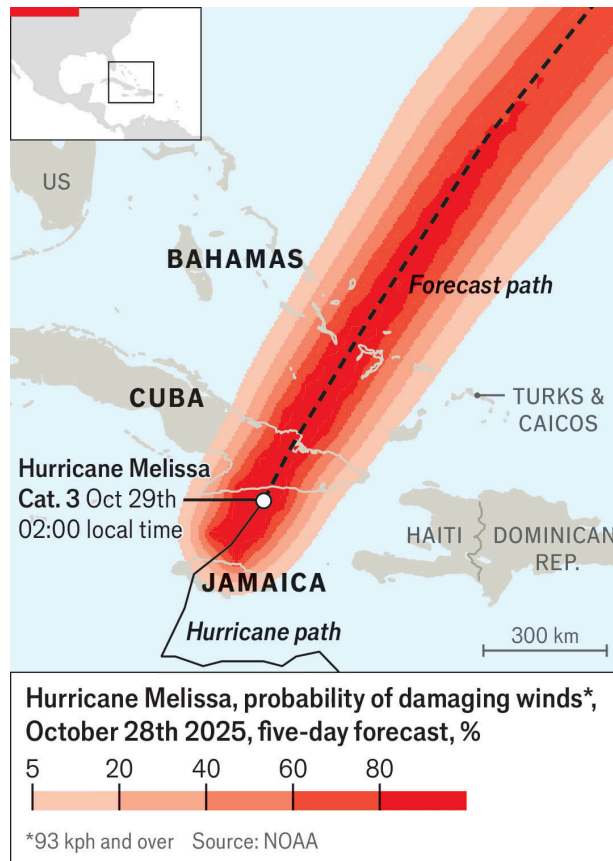 US
BAHAMAS
Forecast path
CUBA
TURKS &
CAICOS
Hurricane Melissa
Cat. 3 Oct 29th
02:00 local time
HAITI
DOMINICAN
REP.
JAMAICA
Hurricane path
300 km
Hurricane Melissa, probability of damaging winds*,
October 28th 2025, five-day forecast, %
5 20 40 60 80
*93 kph and over Source: NOAA